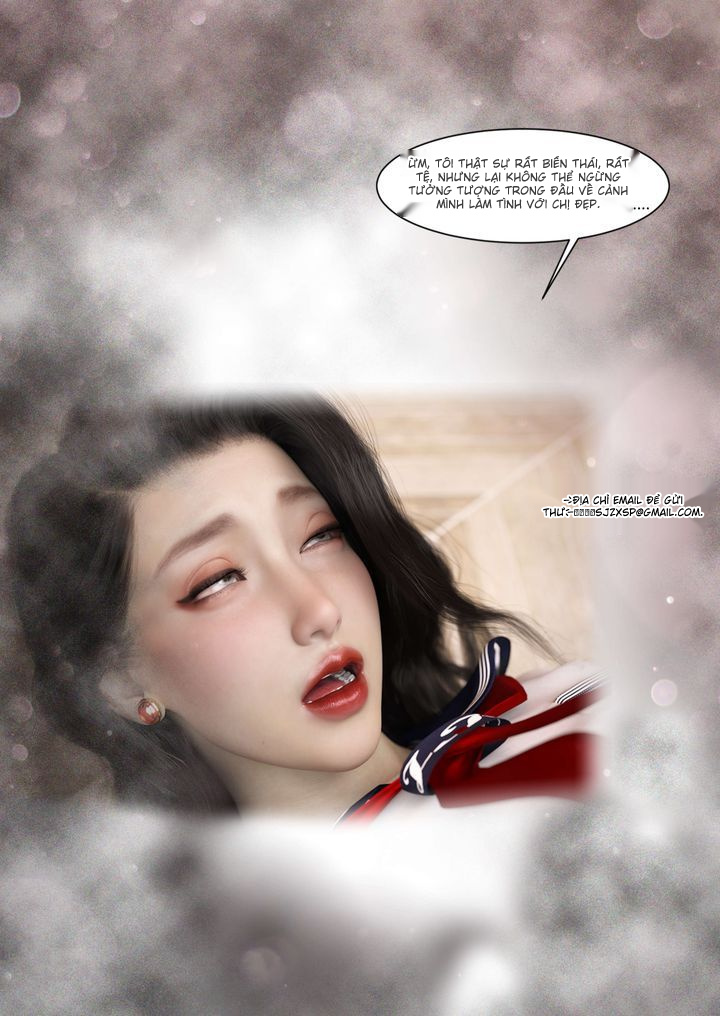 ỪM, TÔI THẬT SỰ RẤT BIẾN THÁI, RẤT
TỆ, NHƯNG LẠI KHÔNG THỂ NGỪNG
TƯỞNG TƯỢNG TRONG ĐẦU VỀ CẢNH
MÌNH LÀM TÌNH VỚI CHỊ ĐẸP. ....
->ĐỊA CHỈ EMAIL ĐỂ GỬI
THƯ:-□□□□SJ2XSP@GMAIL.COM.